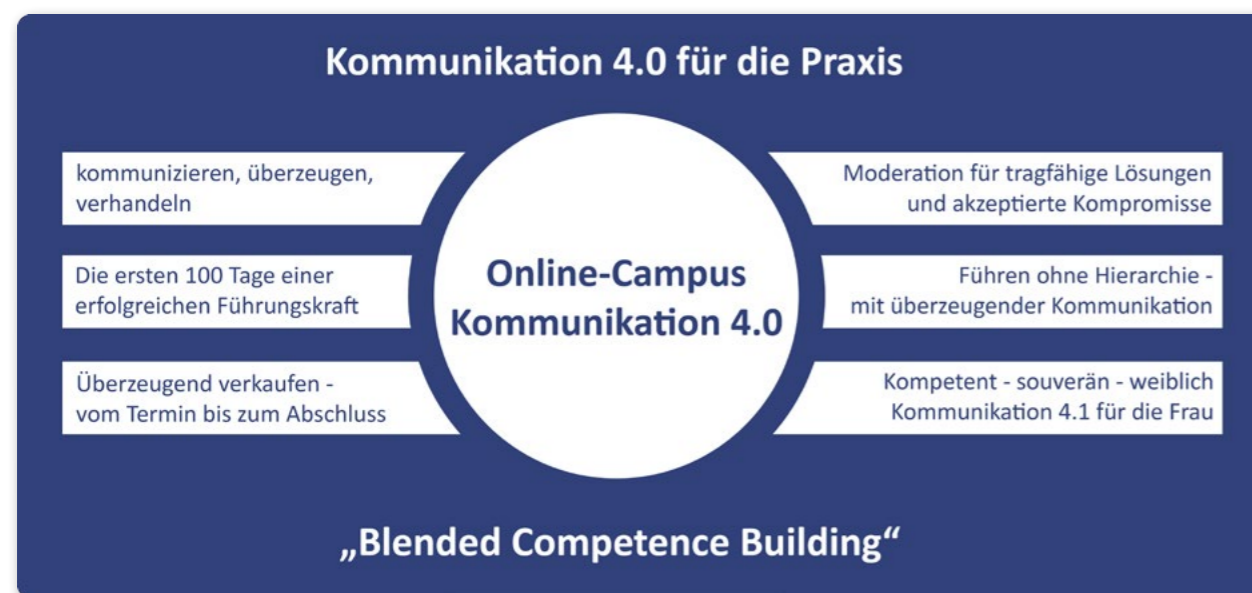 Kommunikation 4.0 für die Praxis
kommunizieren, überzeugen,
verhandeln
Die ersten 100 Tage einer
erfolgreichen Führungskraft
Überzeugend verkaufen -
vom Termin bis zum Abschluss
Online-Campus
Kommunikation 4.0
Moderation für tragfähige Lösungen
und akzeptierte Kompromisse
Führen ohne Hierarchie -
mit überzeugender Kommunikation
Kompetent - souverän - weiblich
Kommunikation 4.1 für die Frau
„Blended Competence Building“